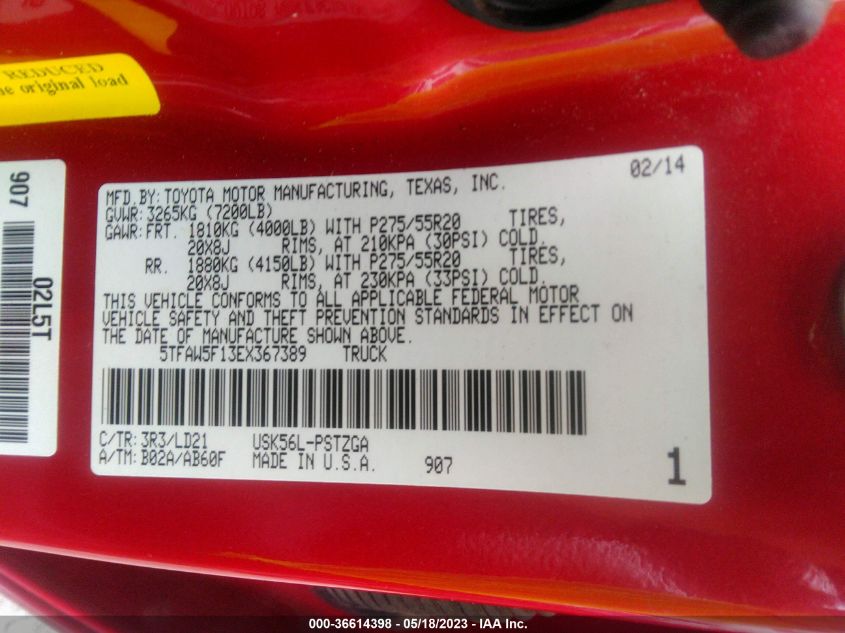 REDUCED
e original load
907
02L5T
02/14
MFD.BY:TOYOTA MOTOR MANUFACTURING, TEXAS, INC.
GVWR:3265KG (7200LB)
GAWR:FRT. 1810KG (4000LB) WITH P275/55R20 TIRES,
20X8J RIMS, AT 210KPA (30PSI) COLD.
RR. 1880KG (4150LB) WITH P275/55R20 TIRES,
20X8J RIMS, AT 230KPA (33PSI) COLD.
THIS VEHICLE CONFORMS TO ALL APPLICABLE FEDERAL MOTOR
VEHICLE SAFETY AND THEFT PREVENTION STANDARDS IN EFFECT ON
THE DATE OF MANUFACTURE SHOWN ABOVE.
5TFAW5F13EX367389 TRUCK
C/TR:3R3/LD21 USK56L-PSTZGA
A/TM:B02A/AB60F MADE IN U.S.A. 907 1
000-36614398 - 05/18/2023 - IAA Inc.